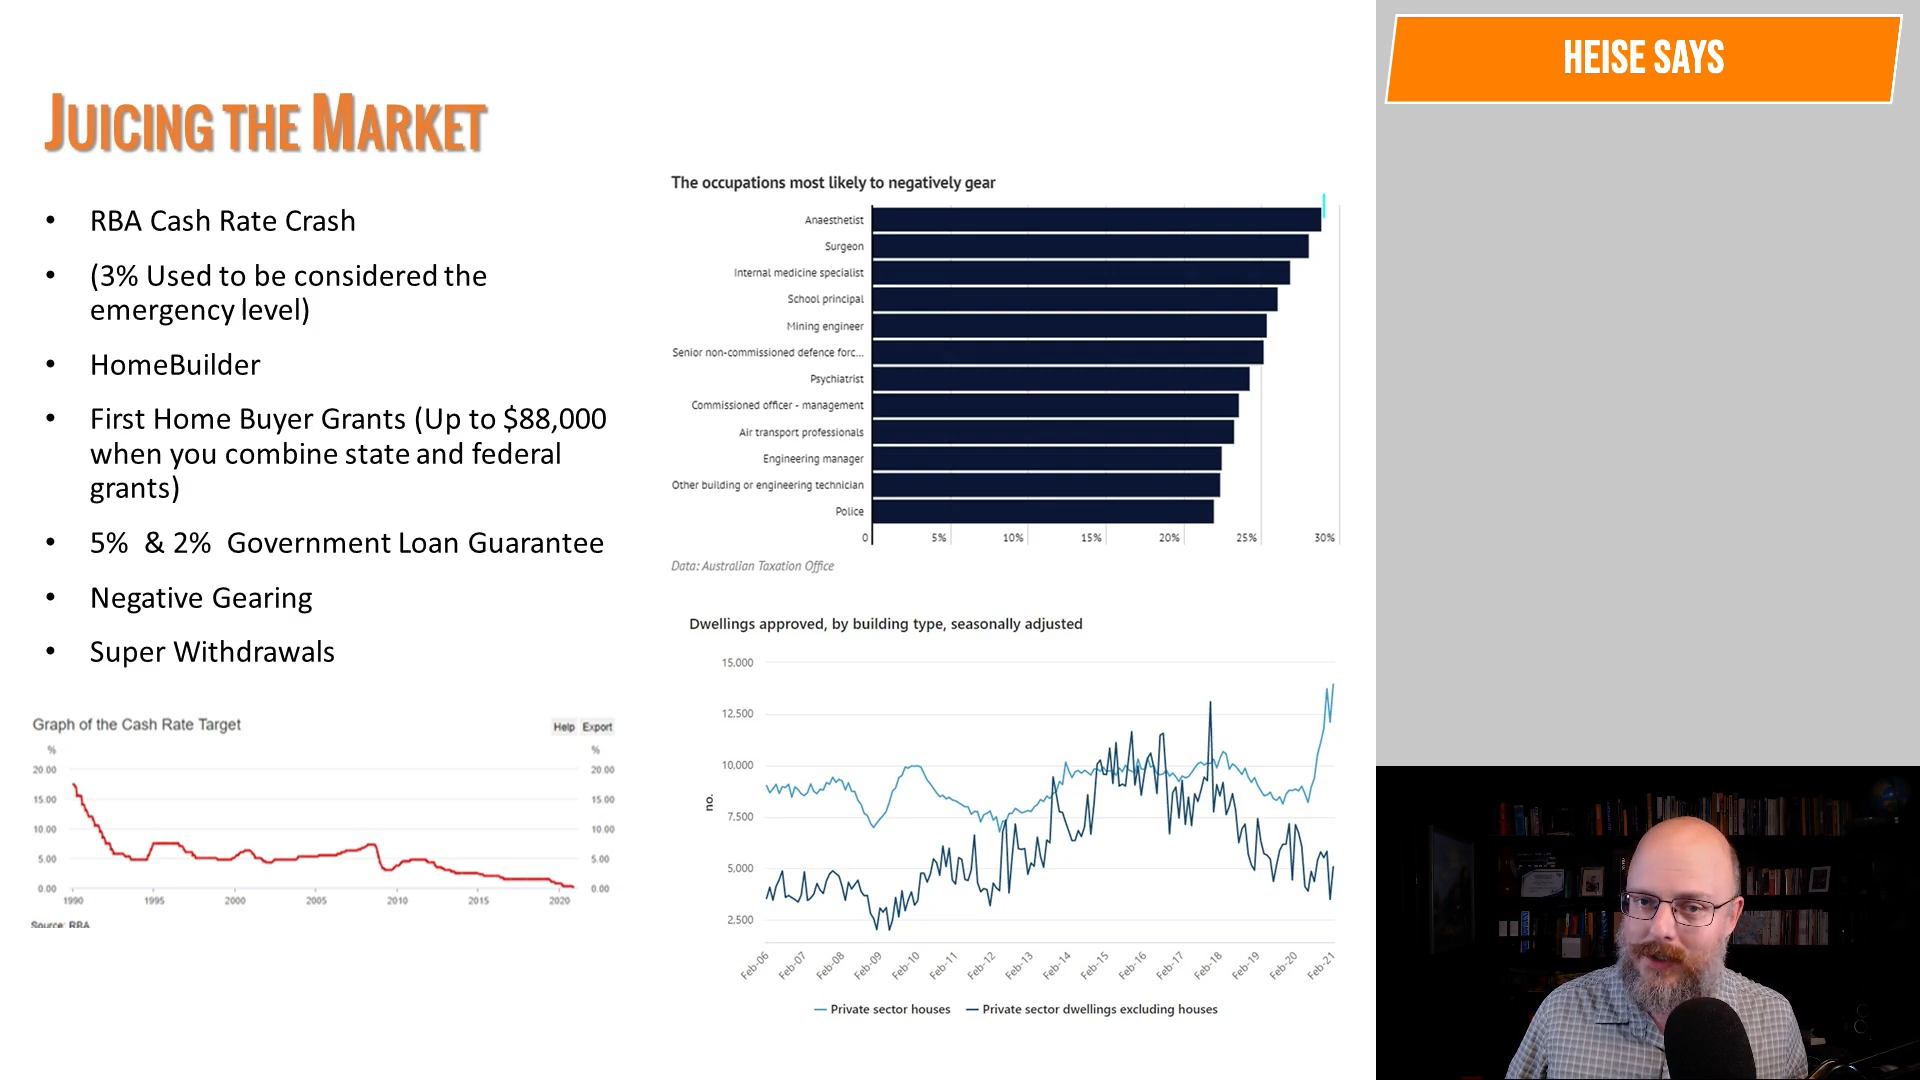 HEISE SAYS
JUICING THE MARKET
• RBA Cash Rate Crash
• (3% Used to be considered the
emergency level)
• HomeBuilder
• First Home Buyer Grants (Up to $88,000
when you combine state and federal
grants)
• 5% & 2% Government Loan Guarantee
• Negative Gearing
• Super Withdrawals
Graph of the Cash Rate Target
Help Export
% %
20.00 20.00
15.00 15.00
10.00 10.00
5.00 5.00
0.00 0.00
1990 1995 2000 2005 2010 2015 2020
Source: RBA
The occupations most likely to negatively gear
Anaesthetist
Surgeon
Internal medicine specialist
School principal
Mining engineer
Senior non-commissioned defence forc...
Psychiatrist
Commissioned officer - management
Air transport professionals
Engineering manager
Other building or engineering technician
Police
0 5% 10% 15% 20% 25% 30%
Data: Australian Taxation Office
Dwellings approved, by building type, seasonally adjusted
15,000
12,500
10,000
7,500
5,000
2,500
no.
Feb-06 Feb-07 Feb-08 Feb-09 Feb-10 Feb-11 Feb-12 Feb-13 Feb-14 Feb-15 Feb-16 Feb-17 Feb-18 Feb-19 Feb-20 Feb-21
Private sector houses Private sector dwellings excluding houses